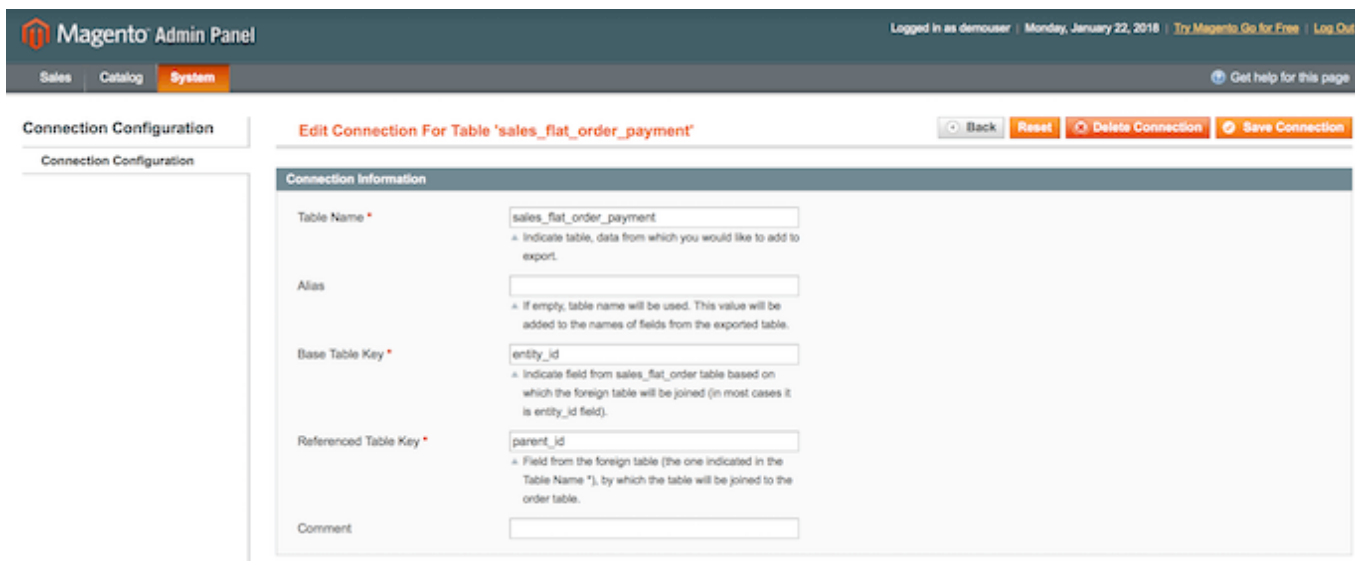 Magento Admin Panel
Logged in as demouser | Monday, January 22, 2018 | Try Magento Go for Free | Log Out
Sales Catalog System
Get help for this page
Connection Configuration
Connection Configuration
Edit Connection For Table 'sales_flat_order_payment'
Back Reset Delete Connection Save Connection
Connection Information
Table Name *
sales_flat_order_payment
Indicate table, data from which you would like to add to
export.
Alias
If empty, table name will be used. This value will be
added to the names of fields from the exported table.
Base Table Key *
entity_id
Indicate field from sales_flat_order table based on
which the foreign table will be joined (in most cases it
is entity_id field).
Referenced Table Key *
parent_id
Field from the foreign table (the one indicated in the
Table Name *), by which the table will be joined to the
order table.
Comment